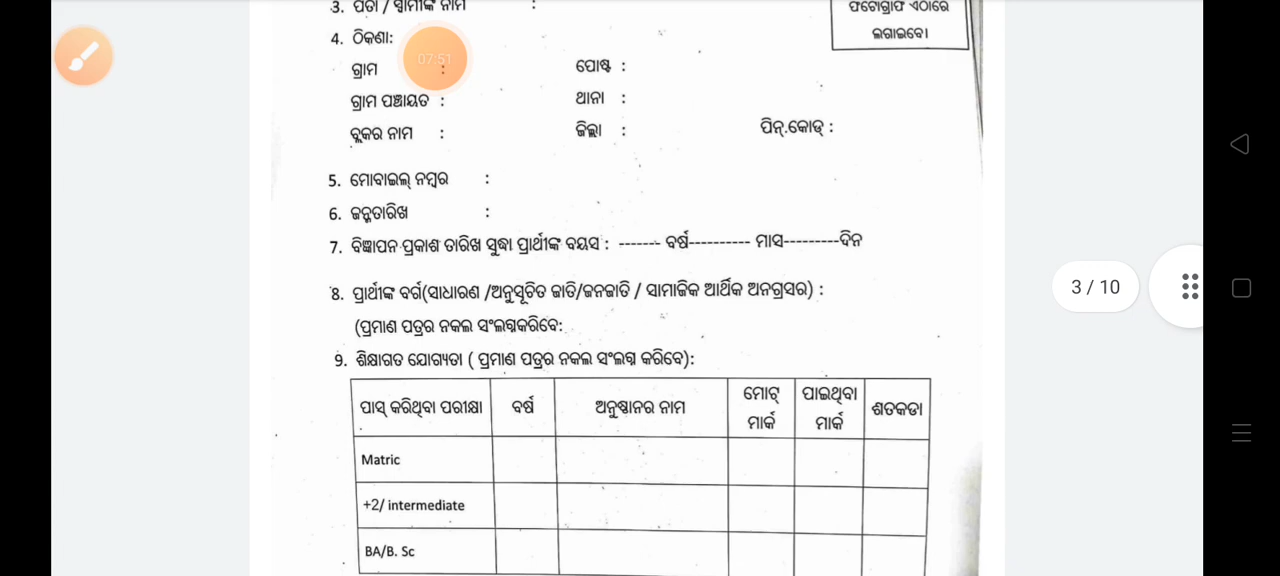 3. ପିତା / ସ୍ୱାମୀଙ୍କ ନାମ :
ଫଟୋଗ୍ରାଫ ଏଠାରେ
ଲଗାଇବେ।
4. ଠିକଣା:
07:51
ଗ୍ରାମ : ପୋଷ୍ଟ :
ଗ୍ରାମ ପଞ୍ଚାୟତ : ଥାନା :
ବ୍ଲକର ନାମ : ଜିଲ୍ଲା : ପିନ୍.କୋଡ୍ :
5. ମୋବାଇଲ୍ ନମ୍ବର :
6. ଜନ୍ମତାରିଖ :
7. ବିଜ୍ଞାପନ ପ୍ରକାଶ ତାରିଖ ସୁଦ୍ଧା ପ୍ରାର୍ଥୀଙ୍କ ବୟସ : ------- ବର୍ଷ---------- ମାସ---------ଦିନ
3 / 10
8. ପ୍ରାର୍ଥୀଙ୍କ ବର୍ଗ(ସାଧାରଣ /ଅନୁସୂଚିତ ଜାତି/ଜନଜାତି / ସାମାଜିକ ଆର୍ଥିକ ଅନଗ୍ରସର) :
(ପ୍ରମାଣ ପତ୍ରର ନକଲ ସଂଲଗ୍ନକରିବେ:
9. ଶିକ୍ଷାଗତ ଯୋଗ୍ୟତା ( ପ୍ରମାଣ ପତ୍ରର ନକଲ ସଂଲଗ୍ନ କରିବେ):
ପାସ୍ କରିଥିବା ପରୀକ୍ଷା ବର୍ଷ ଅନୁଷ୍ଠାନର ନାମ ମୋଟ୍ ମାର୍କ ପାଇଥିବା ମାର୍କ ଶତକଡା
Matric
+2/ intermediate
BA/B. Sc